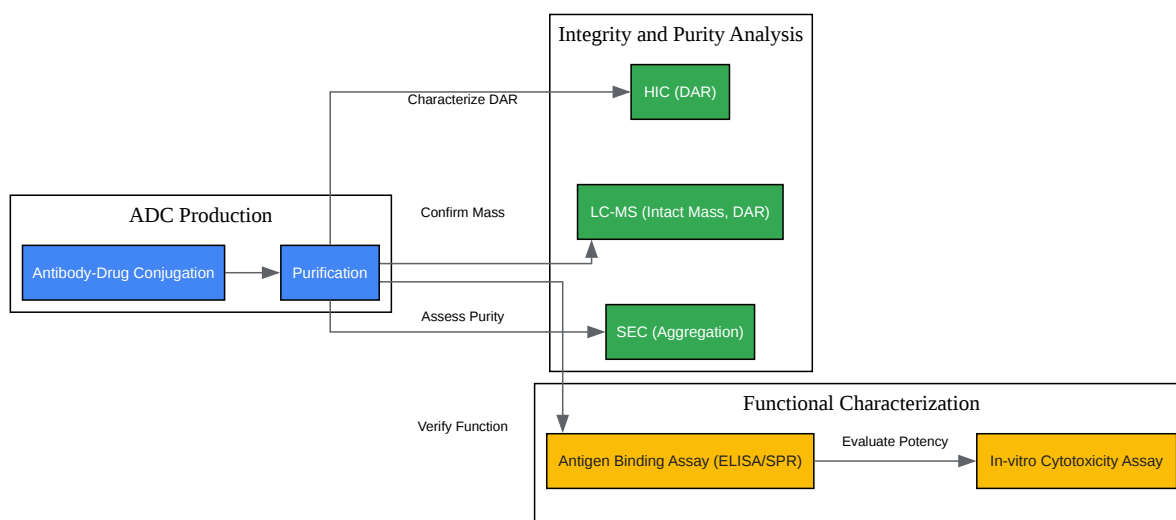 Integrity and Purity Analysis
HIC (DAR)
Characterize DAR
LC-MS (Intact Mass, DAR)
Confirm Mass
ADC Production
Antibody-Drug Conjugation
Purification
Assess Purity
SEC (Aggregation)
Functional Characterization
Verify Function
Antigen Binding Assay (ELISA/SPR)
Evaluate Potency
In-vitro Cytotoxicity Assay